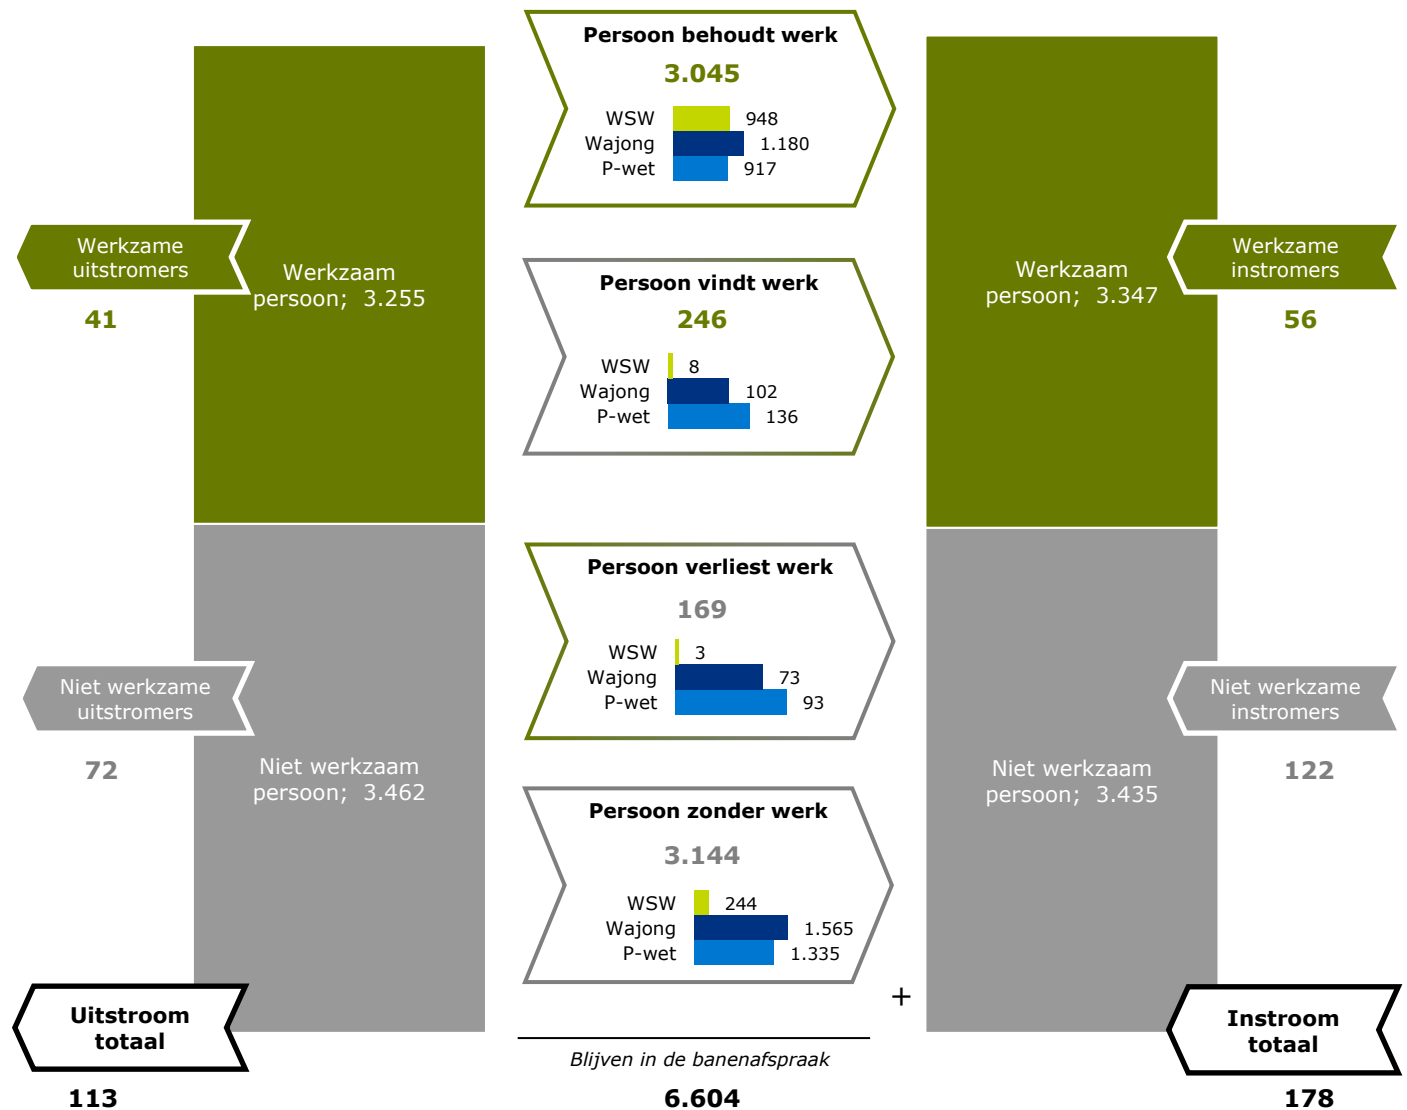 Werkzame
uitstromers
41
Werkzaam
persoon;  3.255
Niet werkzame
uitstromers
72
Niet werkzaam
persoon;  3.462
Uitstroom
totaal
113
Persoon behoudt werk
3.045
WSW 948
Wajong 1.180
P-wet 917
Persoon vindt werk
246
WSW 8
Wajong 102
P-wet 136
Persoon verliest werk
169
WSW 3
Wajong 73
P-wet 93
Persoon zonder werk
3.144
WSW 244
Wajong 1.565
P-wet 1.335
+
Blijven in de banenafspraak
6.604
Werkzaam
persoon;  3.347
Werkzame
instromers
56
Niet werkzaam
persoon;  3.435
Niet werkzame
instromers
122
Instroom
totaal
178